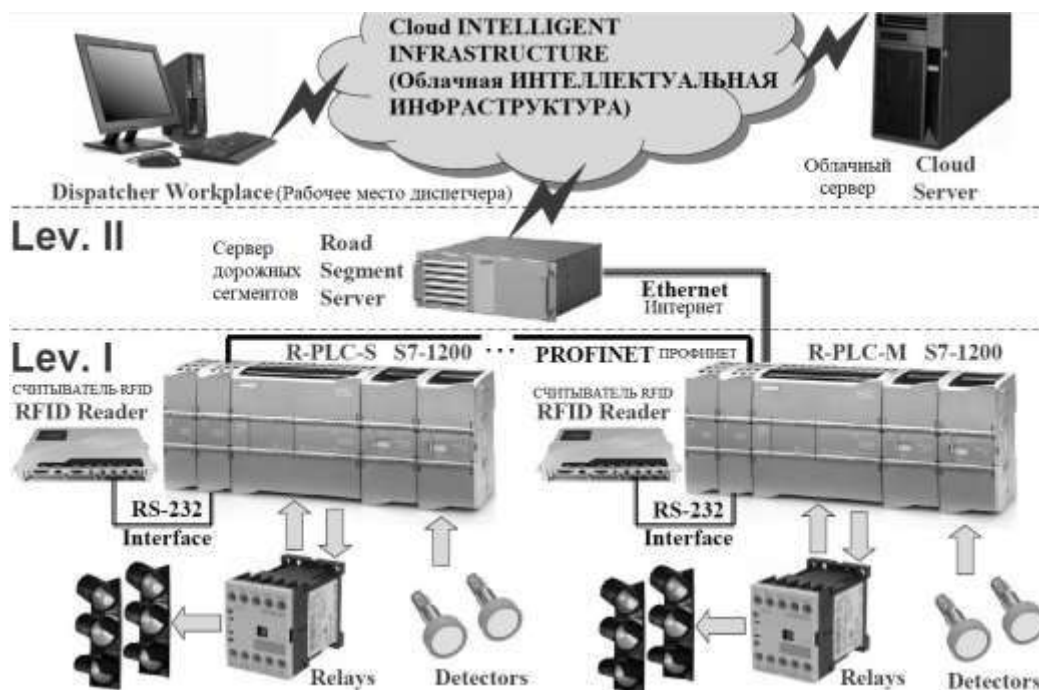 Cloud INTELLIGENT
INFRASTRUCTURE
(Облачная ИНТЕЛЛЕКТУАЛЬНАЯ
ИНФРАСТРУКТУРА)
Dispatcher Workplace (Рабочее место диспетчера)
Облачный
сервер
Cloud
Server
Lev. II
Сервер
дорожных
сегментов
Road
Segment
Server
Ethernet
Интернет
Lev. I
R-PLC-S S7-1200
...
PROFINET ПРОФИНЕТ
R-PLC-M S7-1200
СЧИТЫВАТЕЛЬ RFID
RFID Reader
СЧИТЫВАТЕЛЬ RFID
RFID Reader
RS-232
Interface
RS-232
Interface
Relays
Detectors
Relays
Detectors